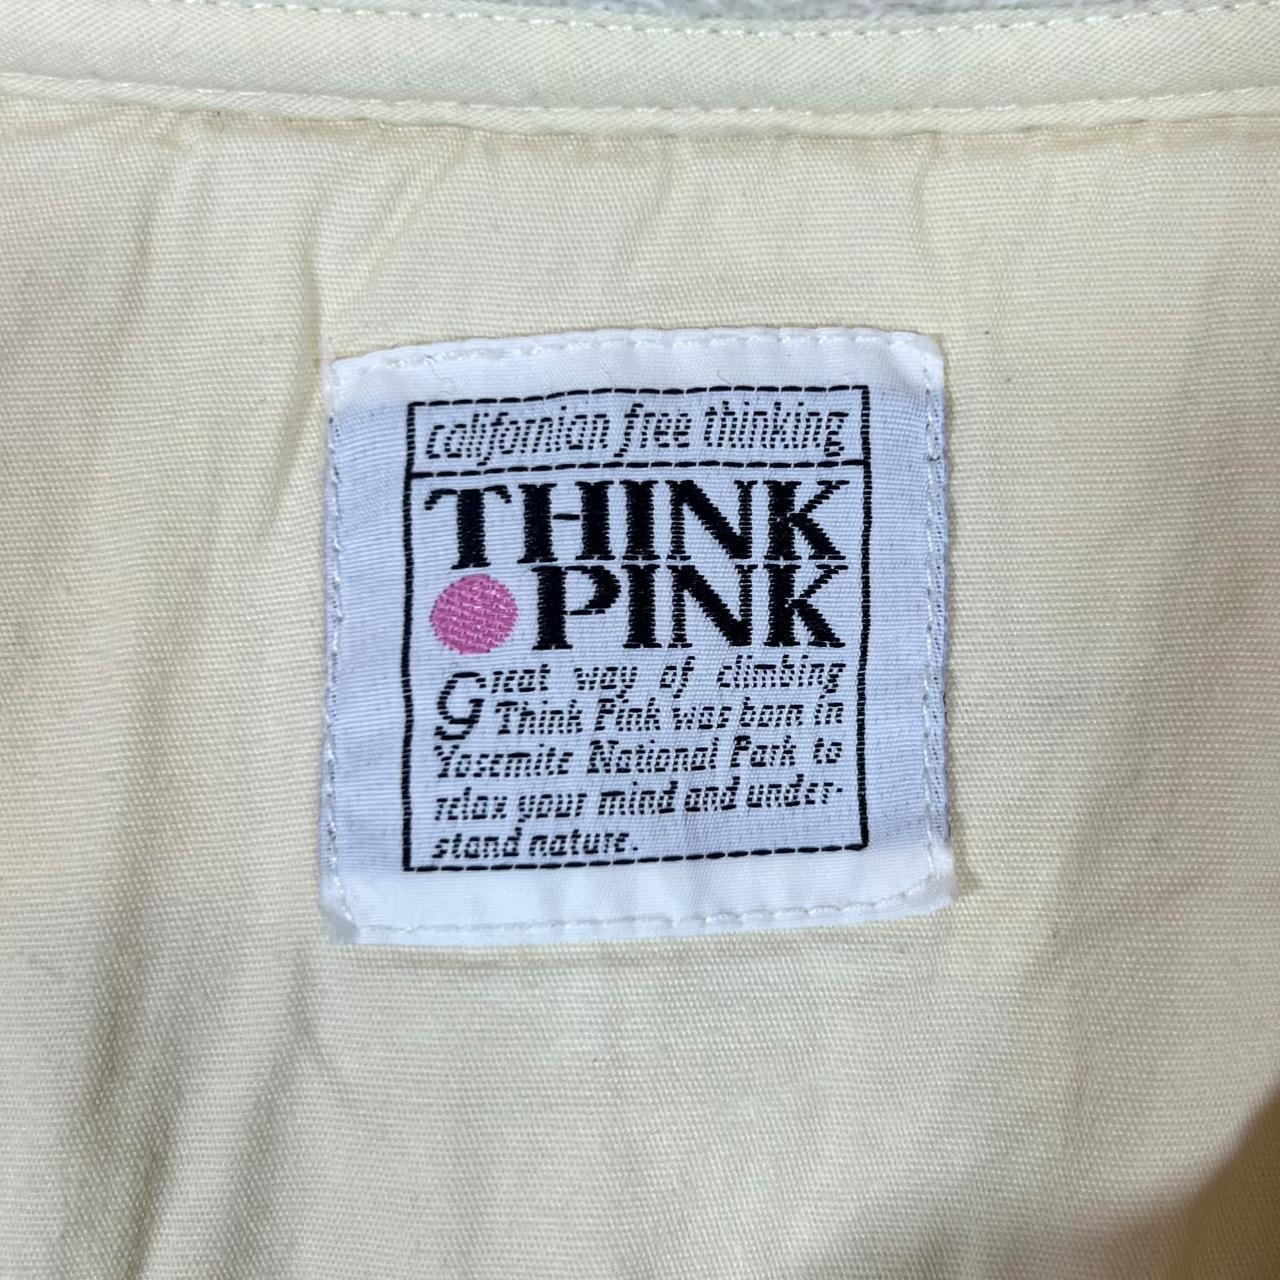 californian free thinking
THINK
PINK
Great way of climbing
Think Pink was born in
Yosemite National Park to
relax your mind and under-
stand nature.